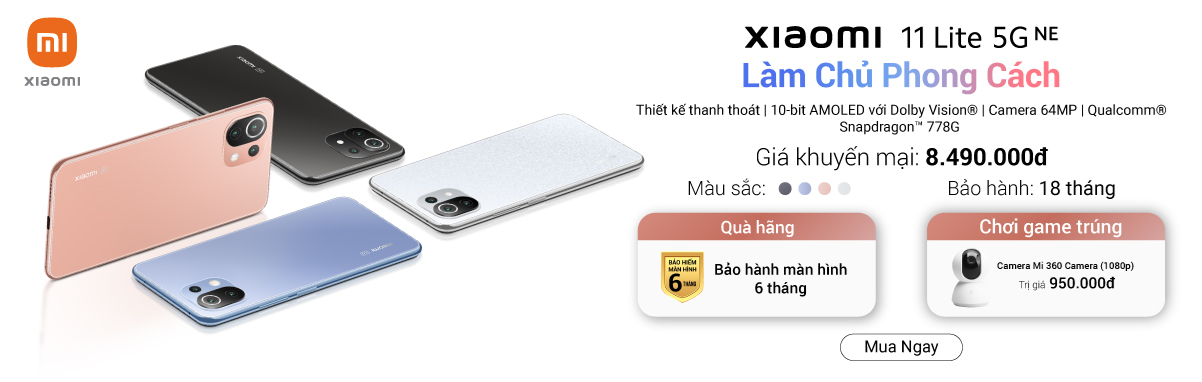 mi
xiaomi
xiaomi 11 Lite 5G NE
Làm Chủ Phong Cách
Thiết kế thanh thoát | 10-bit AMOLED với Dolby Vision® | Camera 64MP | Qualcomm®
Snapdragon™ 778G
Giá khuyến mại: 8.490.000đ
Màu sắc:
Bảo hành: 18 tháng
Quà hãng
BẢO HIỂM
MÀN HÌNH
6 THÁNG
Bảo hành màn hình
6 tháng
Chơi game trúng
Camera Mi 360 Camera (1080p)
Trị giá 950.000đ
Mua Ngay
xiaomi
xiaomi